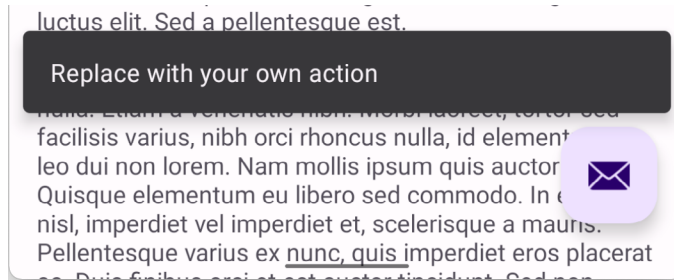 luctus elit. Sed a pellentesque est.
Replace with your own action
facilisis varius, nibh orci rhoncus nulla, id
leo dui non lorem. Nam mollis ipsum quis auctor
Quisque elementum eu libero sed commodo. In
nisl, imperdiet vel imperdiet et, scelerisque a mauris.
Pellentesque varius ex nunc, quis imperdiet eros placerat